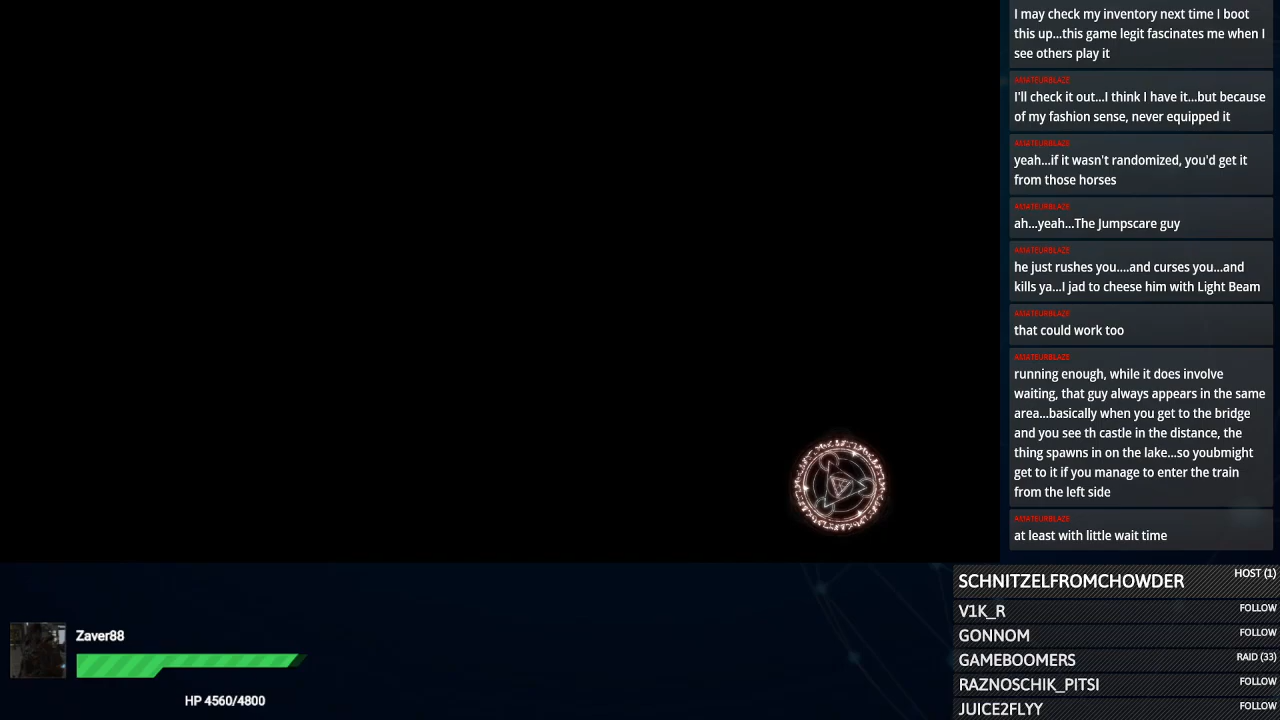 I may check my inventory next time I boot
this up...this game legit fascinates me when I
see others play it
AMATEURBLAZE
I'll check it out...I think I have it...but because
of my fashion sense, never equipped it
AMATEURBLAZE
yeah...if it wasn't randomized, you'd get it
from those horses
AMATEURBLAZE
ah...yeah...The Jumpscare guy
AMATEURBLAZE
he just rushes you....and curses you...and
kills ya...I jad to cheese him with Light Beam
AMATEURBLAZE
that could work too
AMATEURBLAZE
running enough, while it does involve
waiting, that guy always appears in the same
area...basically when you get to the bridge
and you see th castle in the distance, the
thing spawns in on the lake...so youbmight
get to it if you manage to enter the train
from the left side
AMATEURBLAZE
at least with little wait time
SCHNITZELFROMCHOWDER HOST (1)
V1K_R FOLLOW
GONNOM FOLLOW
GAMEBOOMERS RAID (33)
RAZNOSCHIK_PITSI FOLLOW
JUICE2FLYY FOLLOW
Zaver88
HP 4560/4800